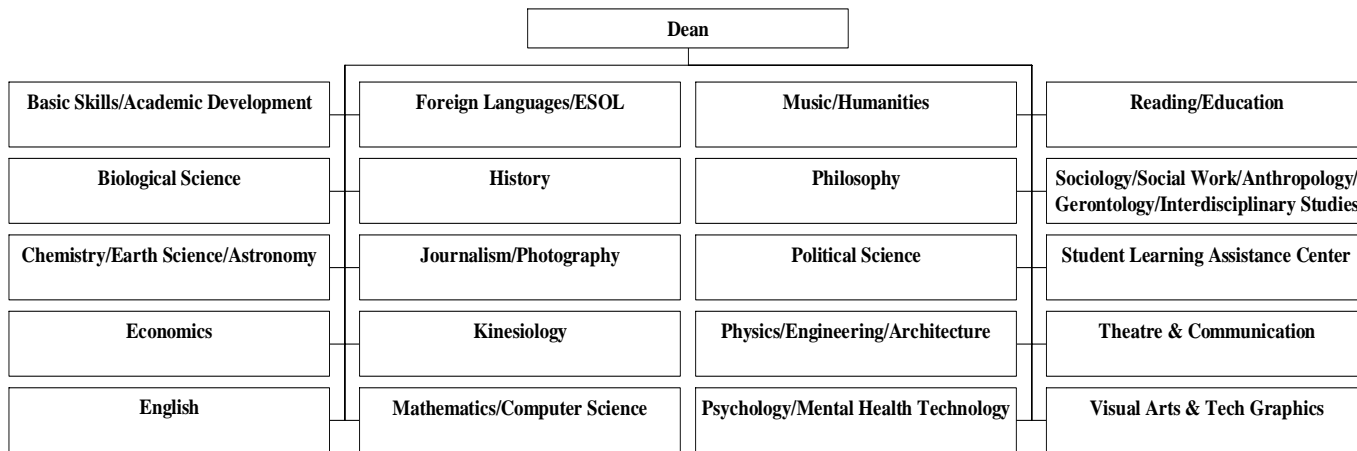 Dean
Basic Skills/Academic Development
Foreign Languages/ESOL
Music/Humanities
Reading/Education
Biological Science
History
Philosophy
Sociology/Social Work/Anthropology/
Gerontology/Interdisciplinary Studies
Chemistry/Earth Science/Astronomy
Journalism/Photography
Political Science
Student Learning Assistance Center
Economics
Kinesiology
Physics/Engineering/Architecture
Theatre & Communication
English
Mathematics/Computer Science
Psychology/Mental Health Technology
Visual Arts & Tech Graphics